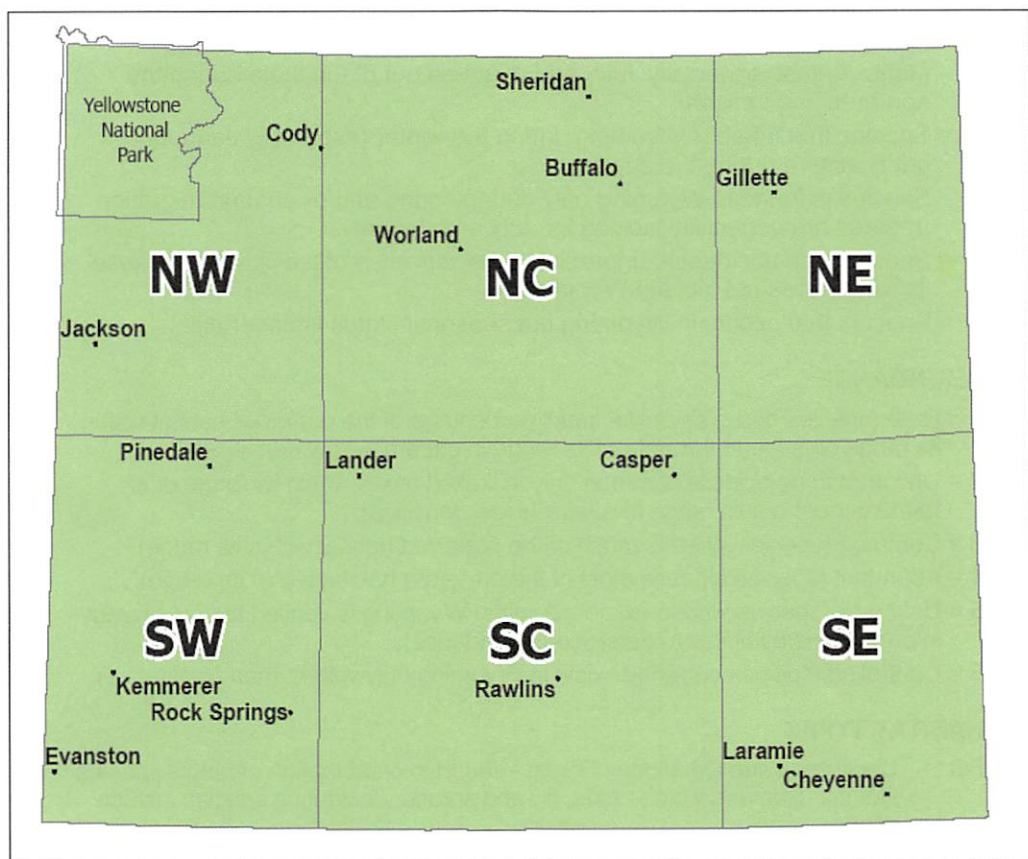 Sheridan
Yellowstone
National
Park
Cody
Buffalo
Gillette
Worland
NW
NC
NE
Jackson
Pinedale
Lander
Casper
SW
SC
SE
Kemmerer
Rawlins
Rock Springs
Evanston
Laramie
Cheyenne